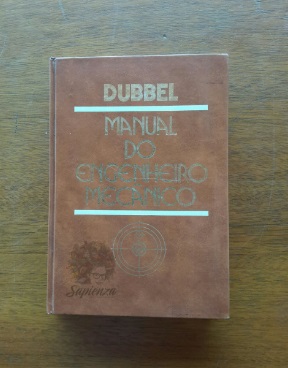 DUBBEL
MANUAL
DO
ENGENHEIRO
MECÂNICO
Sapienza